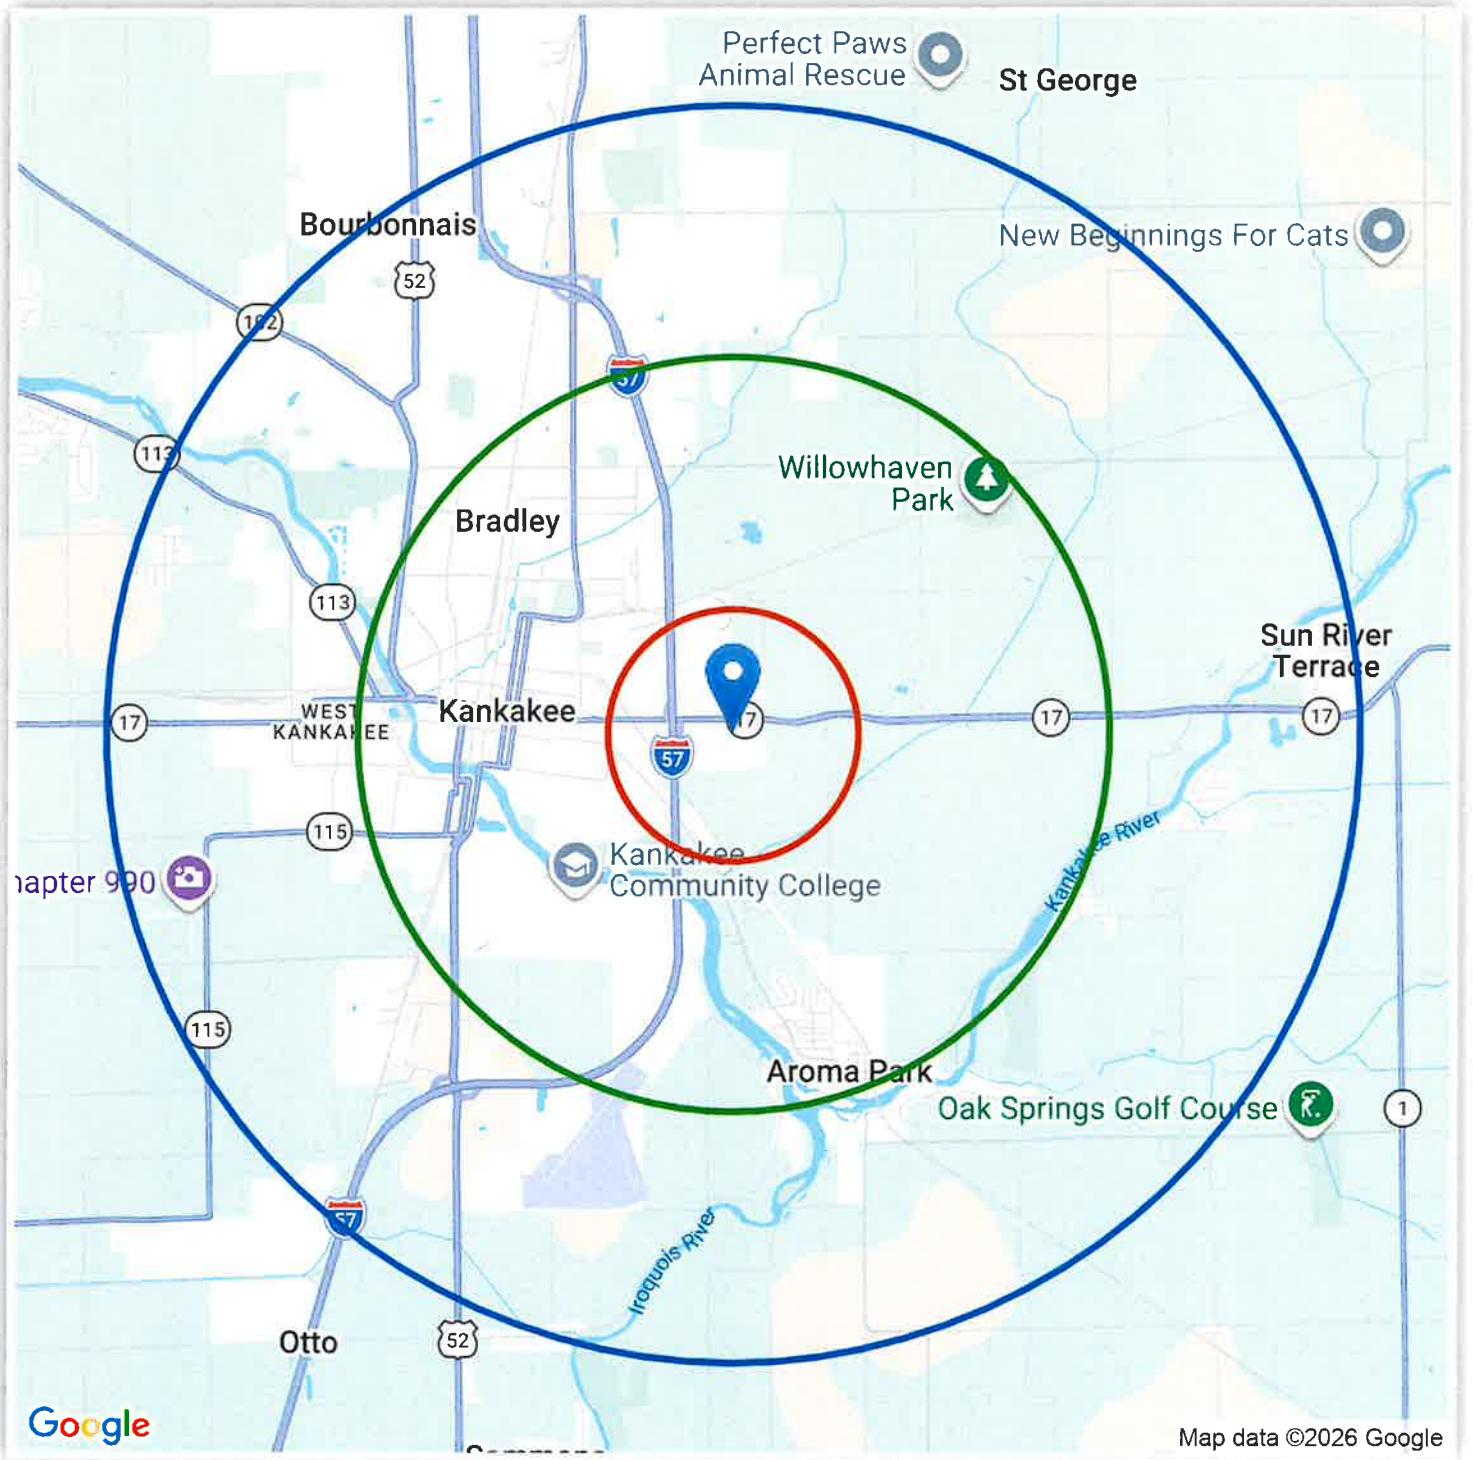 Perfect Paws
Animal Rescue
St George
Bourbonnais
New Beginnings For Cats
52
102
57
113
Willowhaven
Park
Bradley
113
Sun River
Terrace
17
WEST
KANKAKEE
Kankakee
17
17
17
57
115
Kankakee River
Kankakee
Community College
hapter 990
115
Aroma Park
Oak Springs Golf Course
1
57
Iroquois River
Otto
52
Google
Map data ©2026 Google